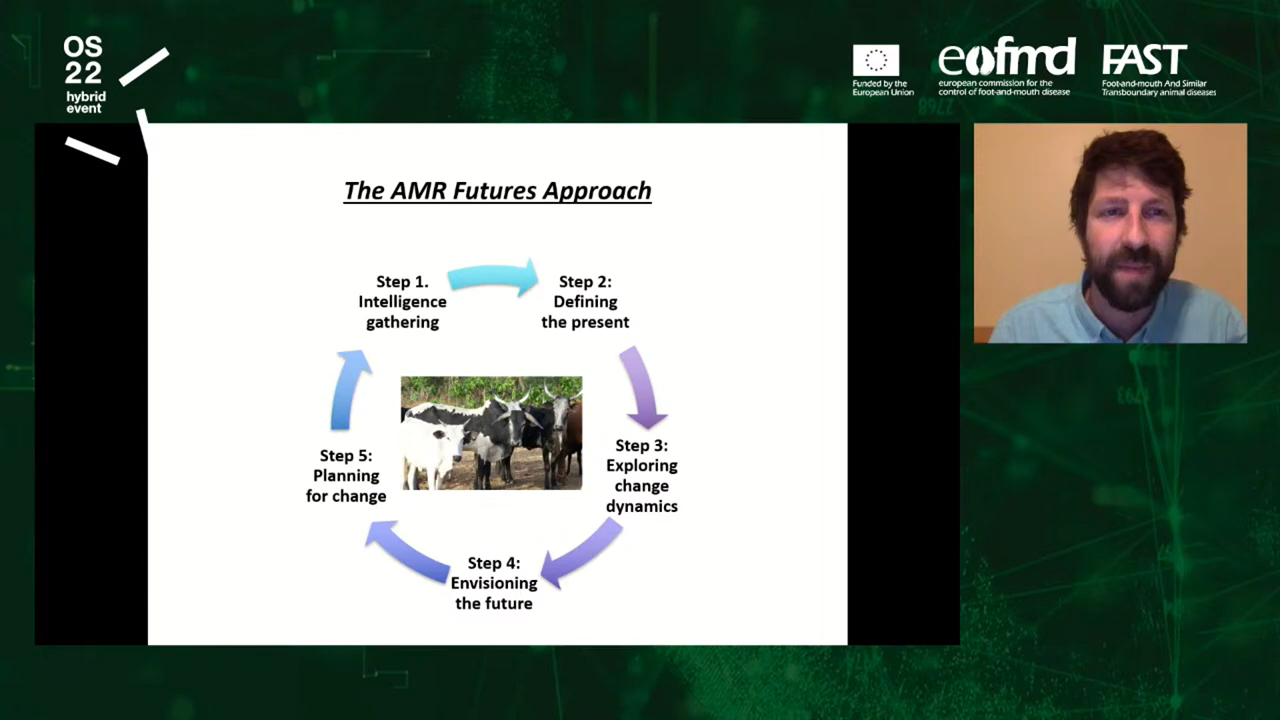 OS
22
hybrid
event
Funded by the
European Union
eofmd
european commission for the
control of foot-and-mouth disease
FAST
Foot-and-mouth And Similar
Transboundary animal diseases
The AMR Futures Approach
Step 1.
Intelligence
gathering
Step 2:
Defining
the present
Step 3:
Exploring
change
dynamics
Step 4:
Envisioning
the future
Step 5:
Planning
for change